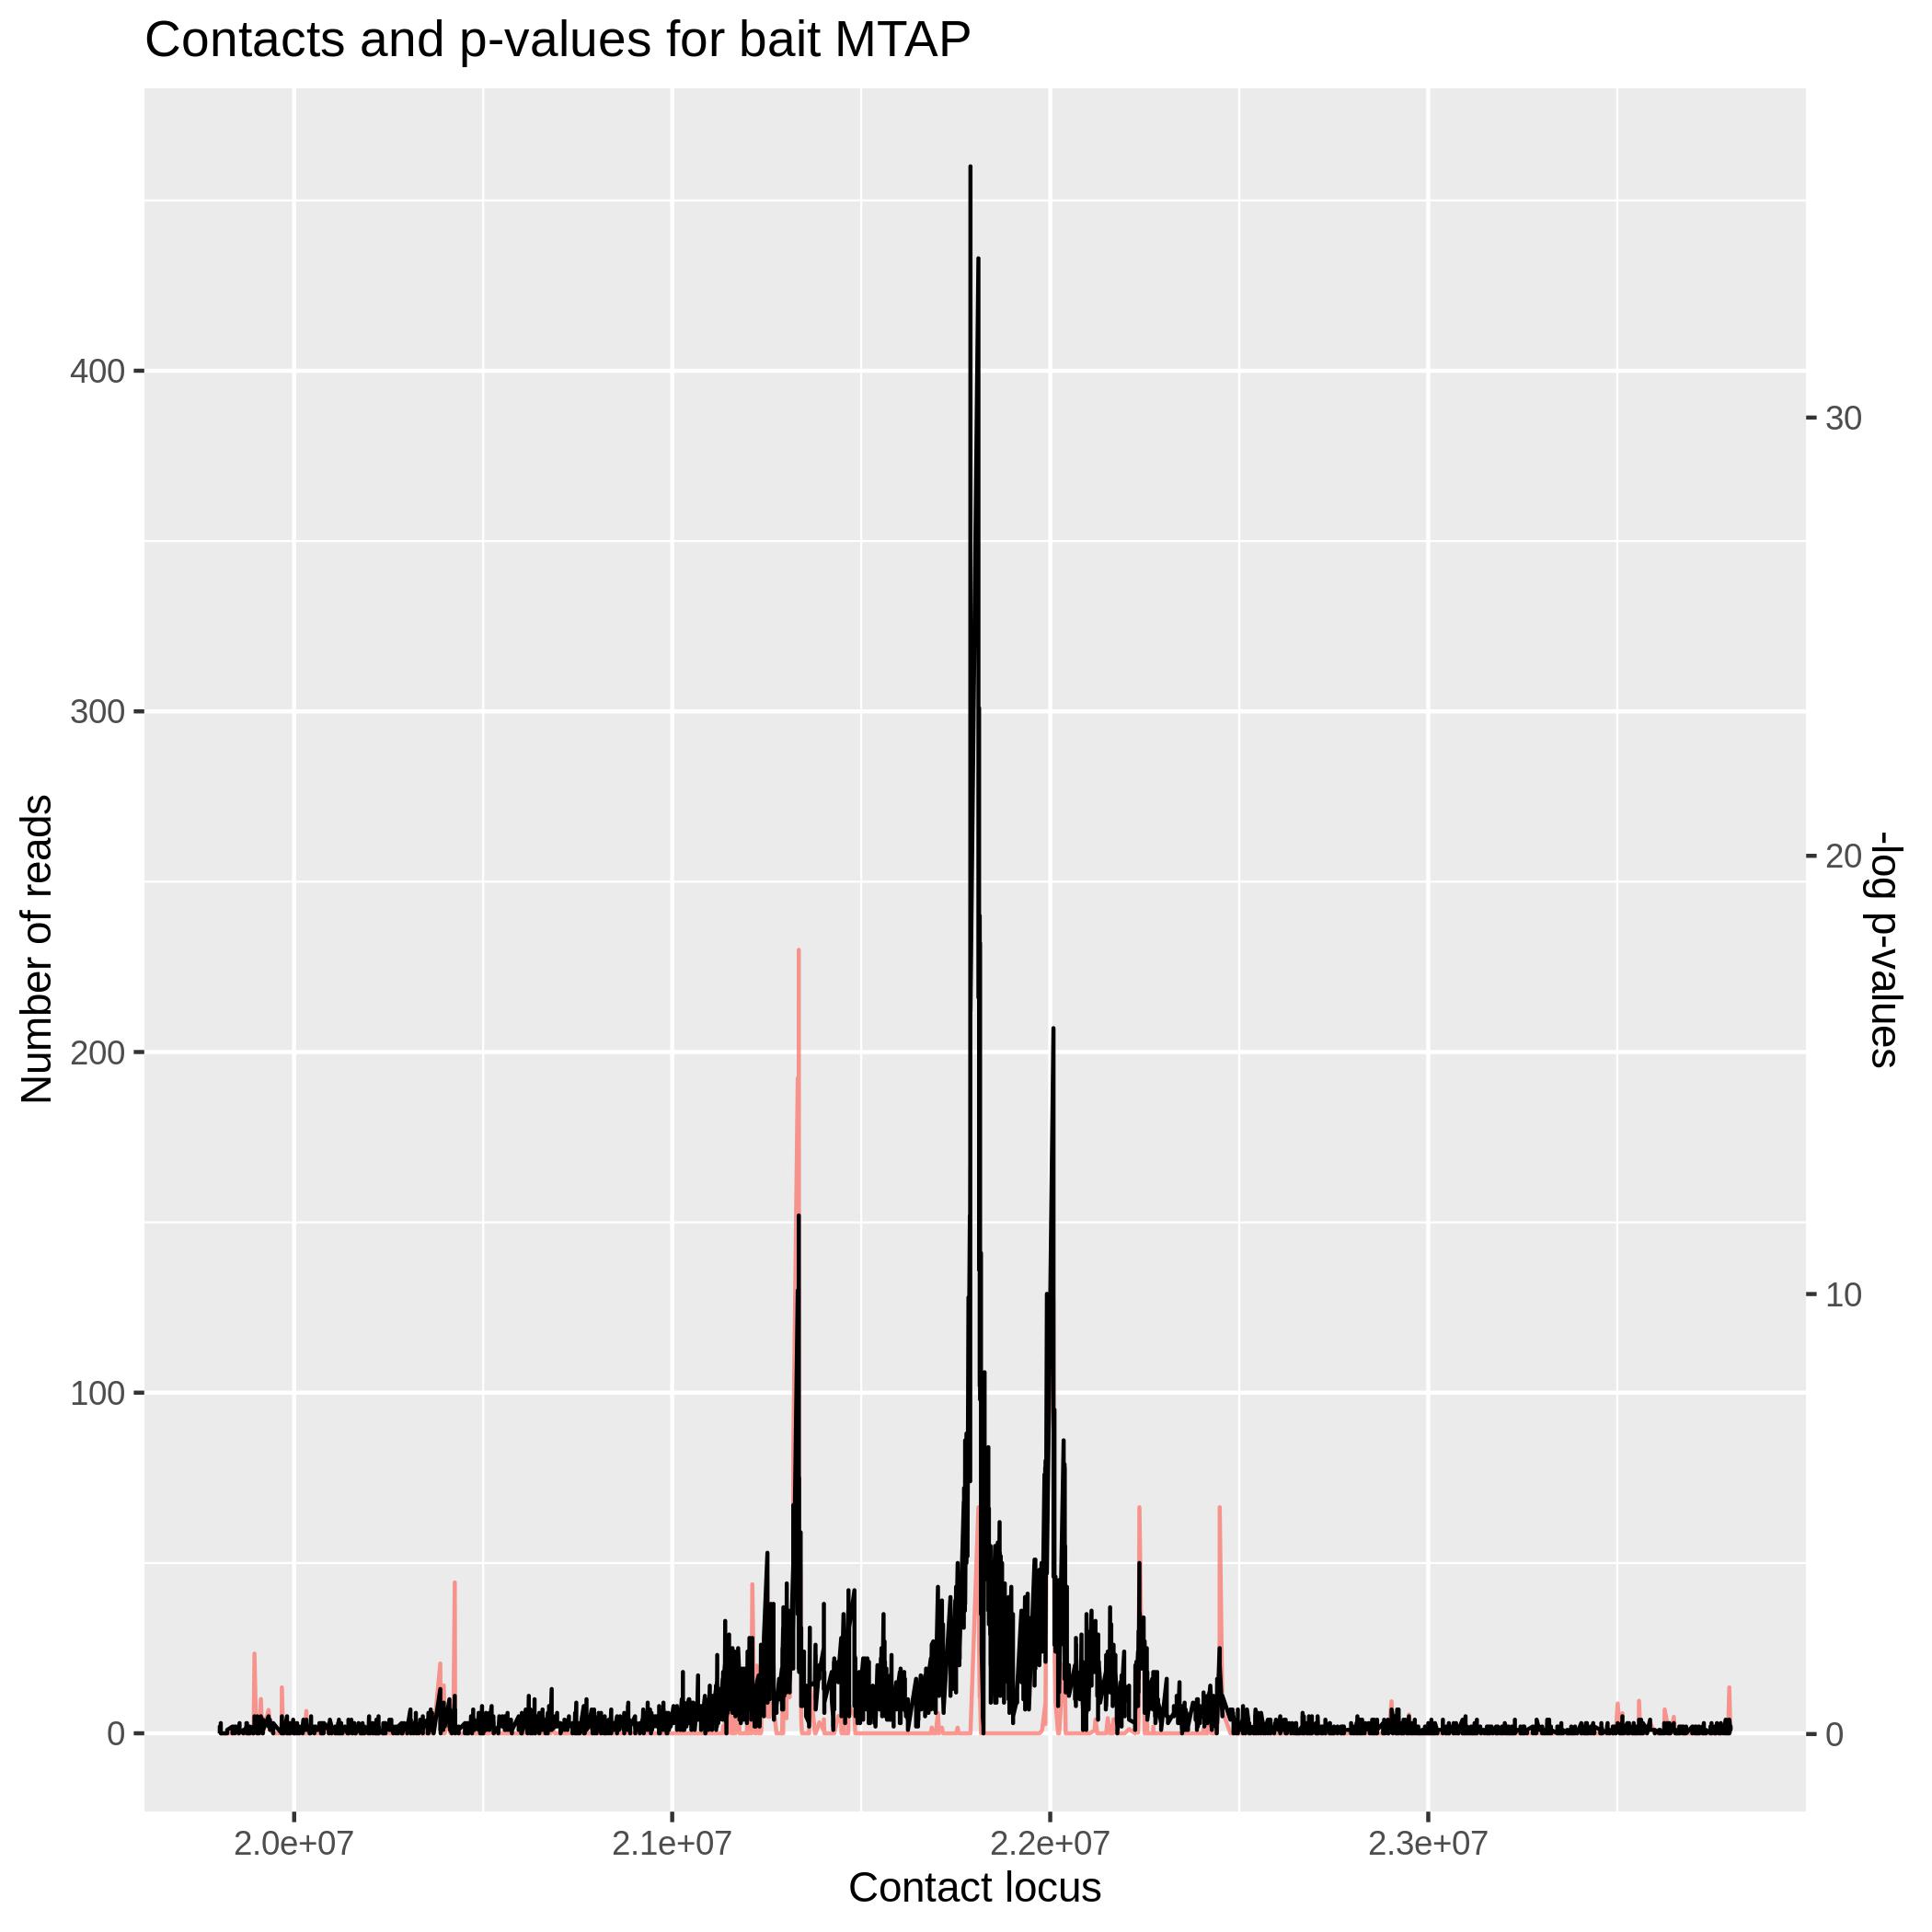 Contacts and p-values for bait MTAP
400
300
200
100
0
Number of reads
30
20
10
0
-log p-values
2.0e+07
2.1e+07
2.2e+07
2.3e+07
Contact locus